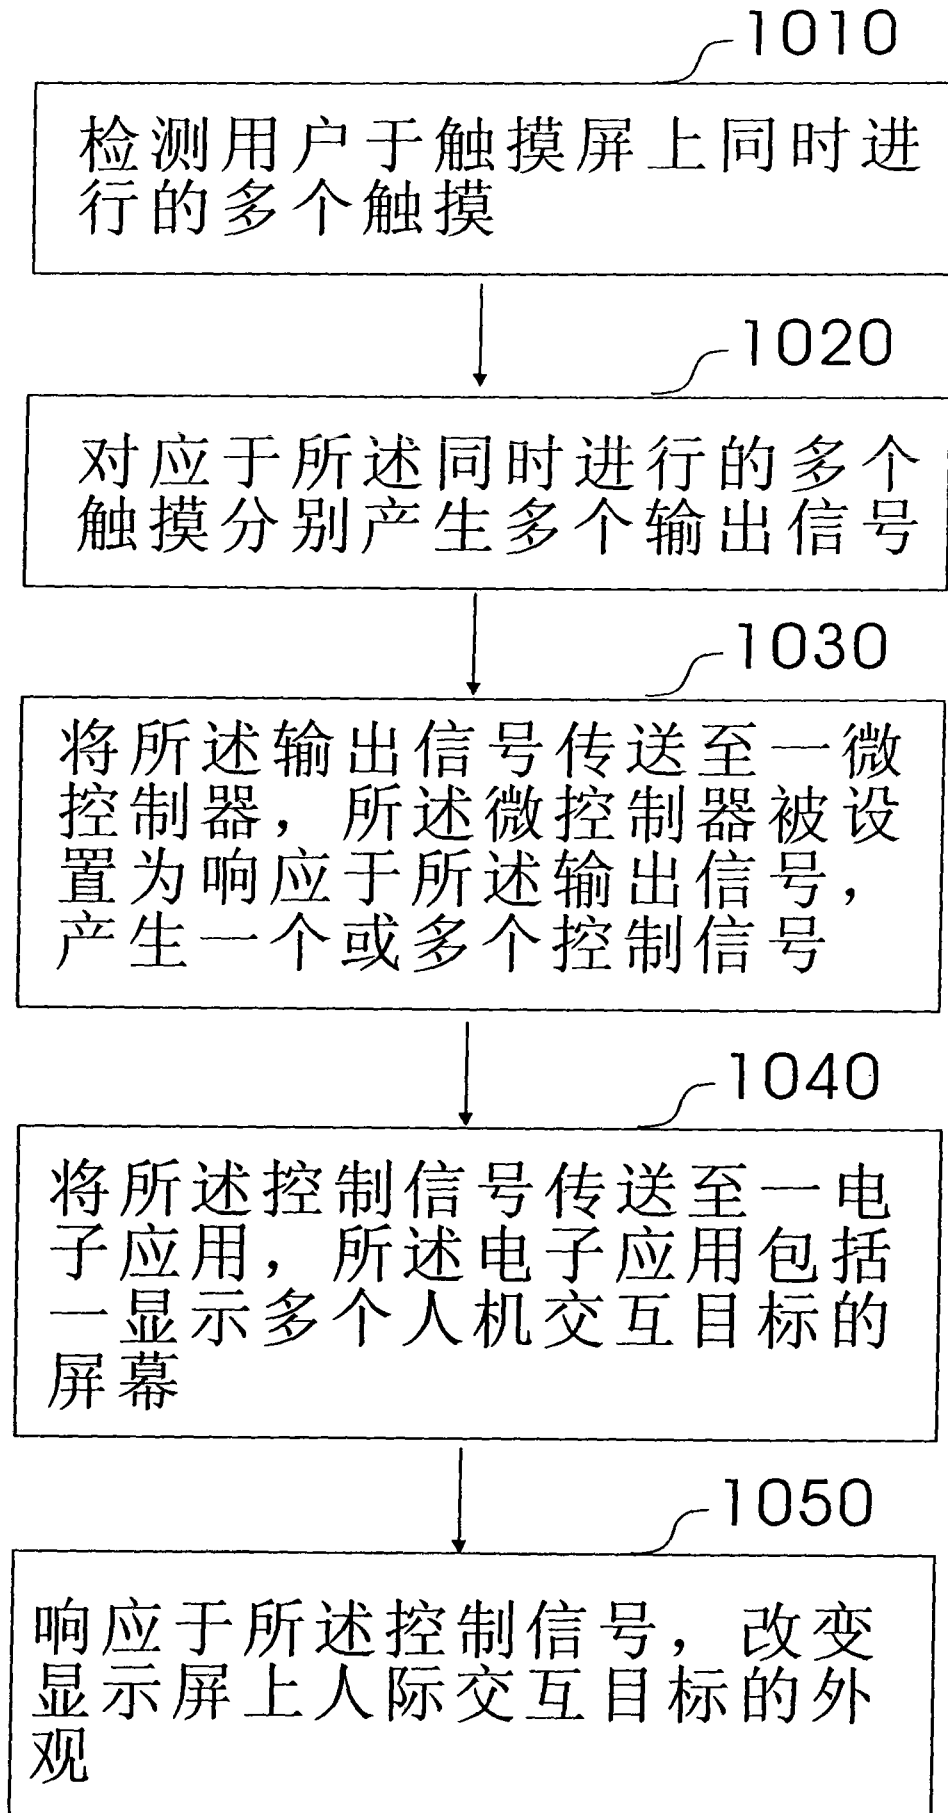 1010
检测用户于触摸屏上同时进
行的多个触摸
1020
对应于所述同时进行的多个
触摸分别产生多个输出信号
1030
将所述输出信号传送至一微
控制器，所述微控制器被设
置为响应于所述输出信号，
产生一个或多个控制信号
1040
将所述控制信号传送至一电
子应用，所述电子应用包括
一显示多个人机交互目标的
屏幕
1050
响应于所述控制信号，改变
显示屏上人际交互目标的外
观